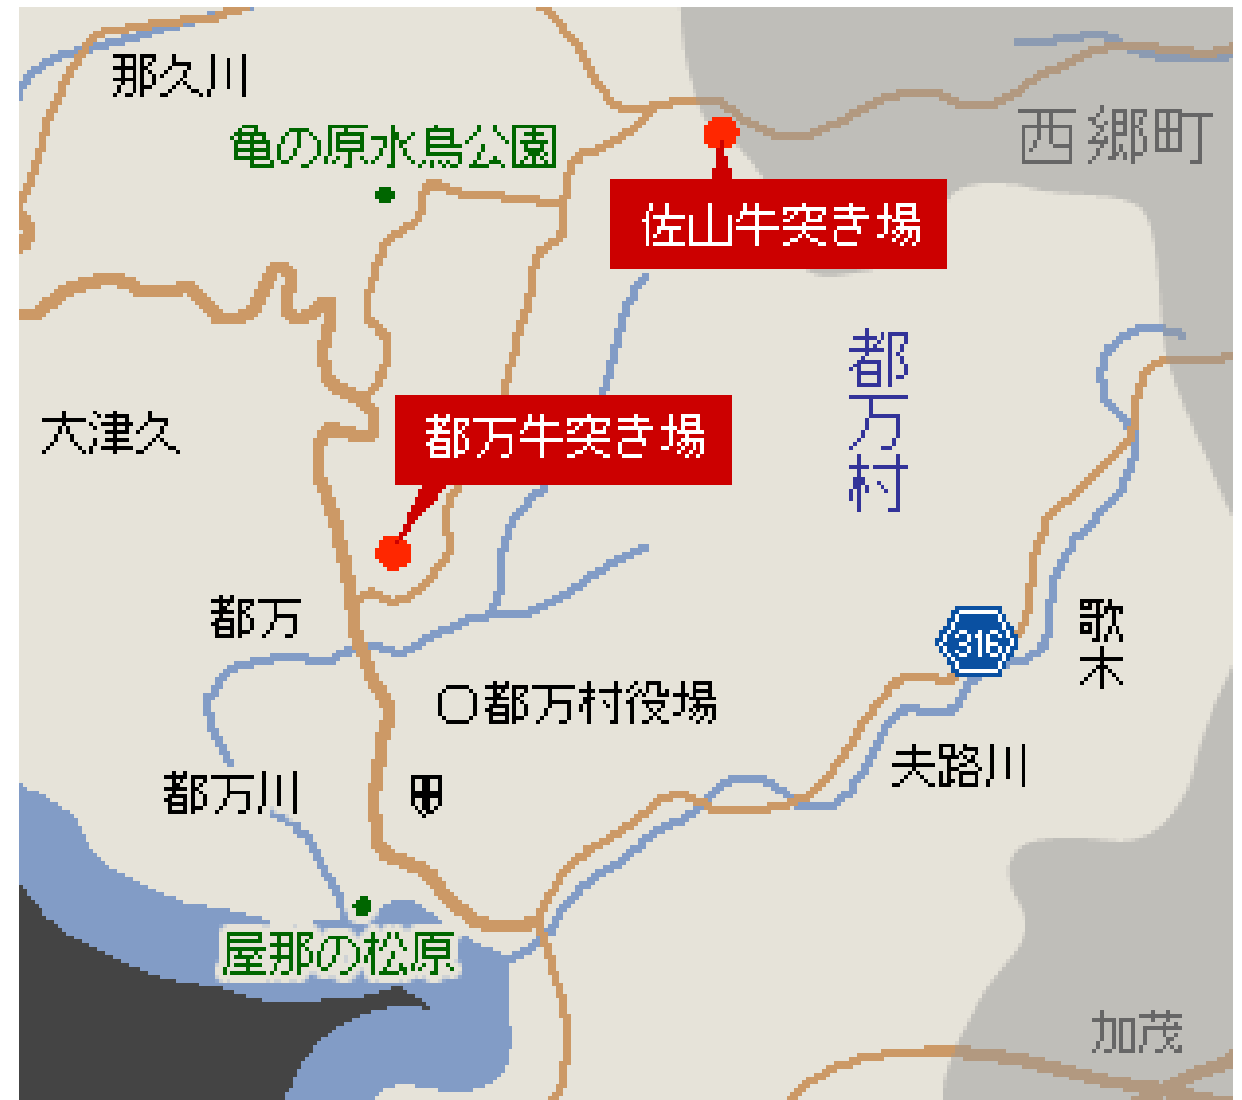 那久川
亀の原水鳥公園
西郷町
佐山牛突き場
都万村
大津久
都万牛突き場
都万
316
歌木
〇都万村役場
夫路川
都万川
屋那の松原
加茂